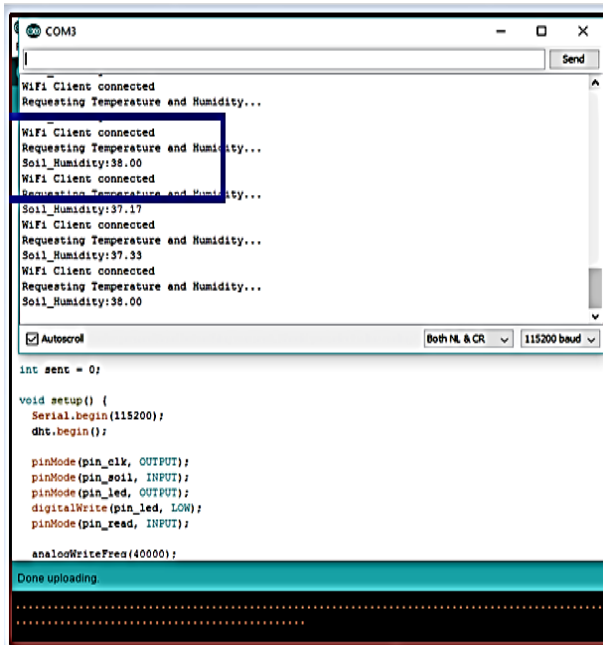 COM3
Send
WiFi Client connected
Requesting Temperature and Humidity...
WiFi Client connected
Requesting Temperature and Humidity...
Soil_Humidity:38.00
WiFi Client connected
Requesting Temperature and Humidity...
Soil_Humidity:37.17
WiFi Client connected
Requesting Temperature and Humidity...
Soil_Humidity:37.33
WiFi Client connected
Requesting Temperature and Humidity...
Soil_Humidity:38.00
Autoscroll
Both NL & CR
115200 baud
int sent = 0;
void setup() {
Serial.begin(115200);
dht.begin();
pinMode(pin_clk, OUTPUT);
pinMode(pin_soil, INPUT);
pinMode(pin_led, OUTPUT);
digitalWrite(pin_led, LOW);
pinMode(pin_read, INPUT);
analogWriteFreq(40000);
Done uploading.